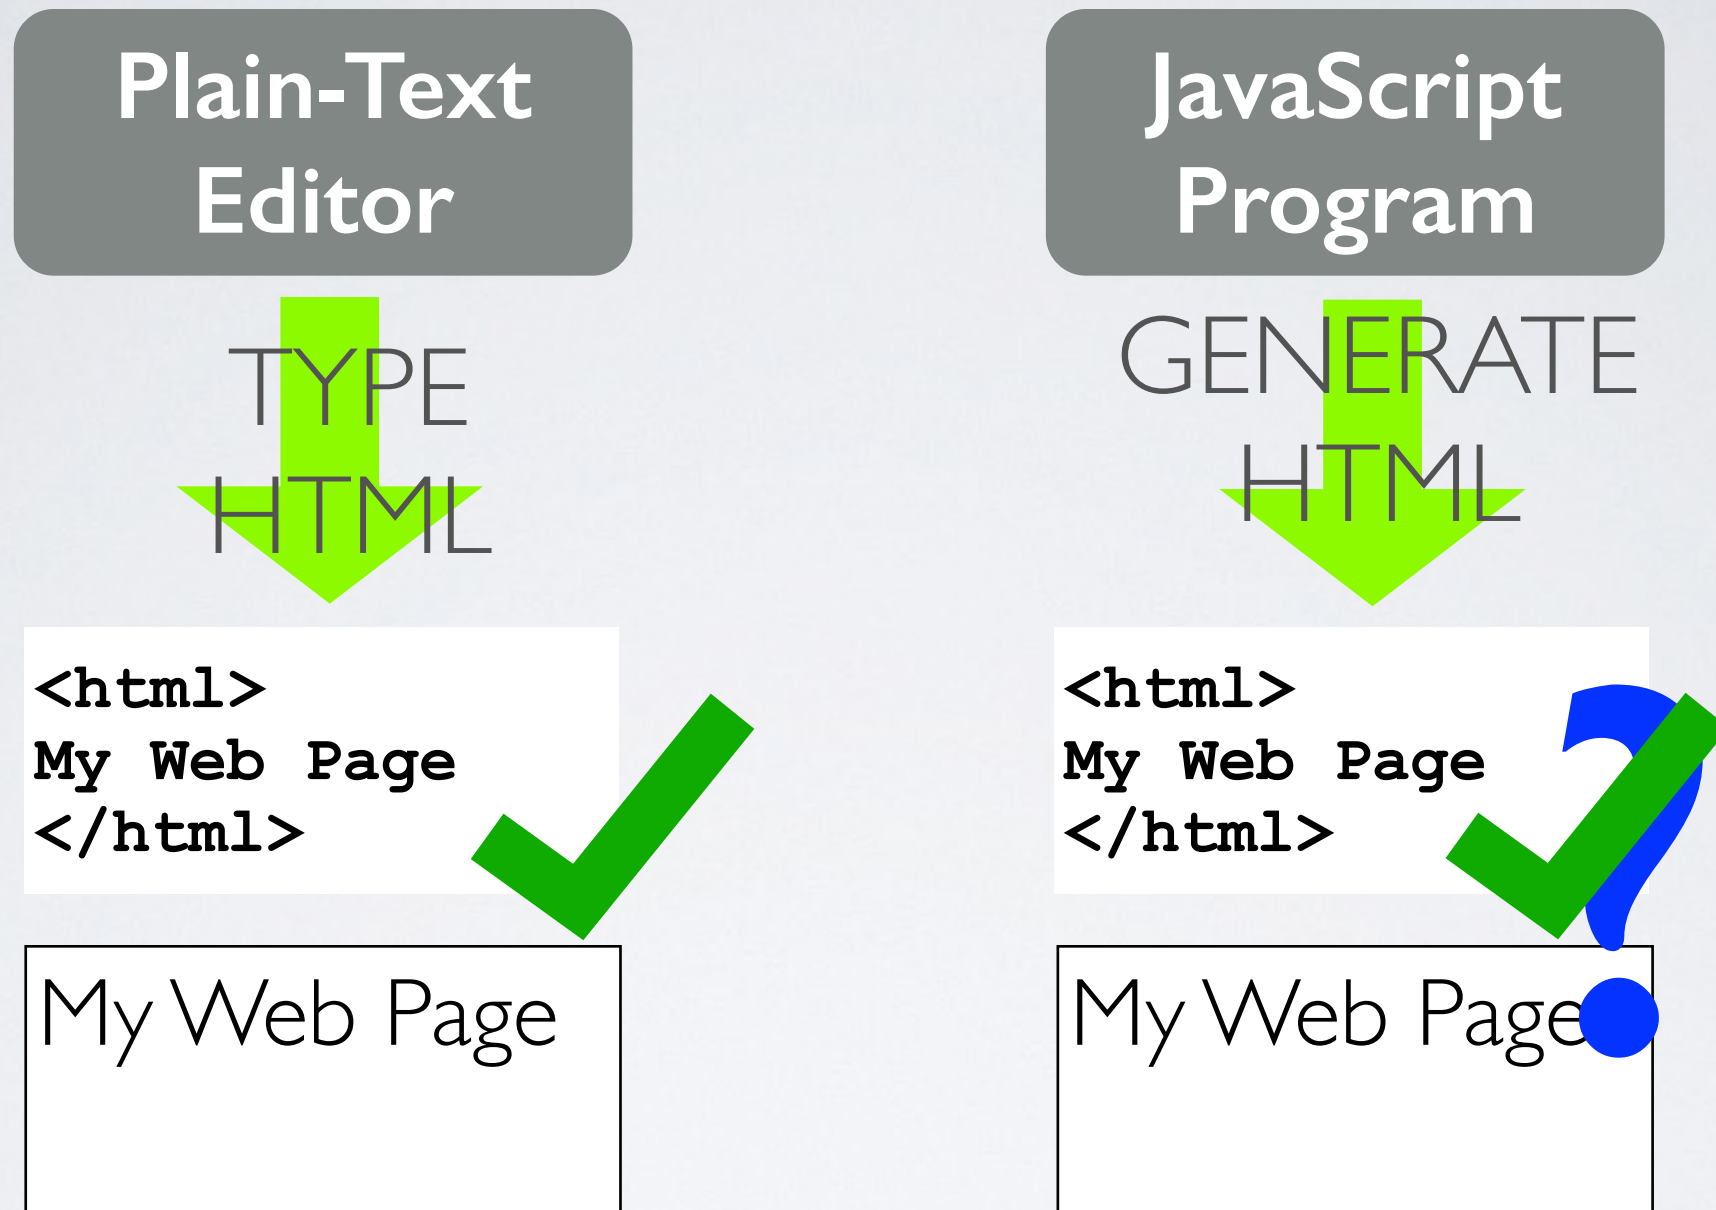 Plain-Text
Editor
TYPE
HTML
<html>
My Web Page
</html>
My Web Page
JavaScript
Program
GENERATE
HTML
<html>
My Web Page
</html>
?
My Web Page